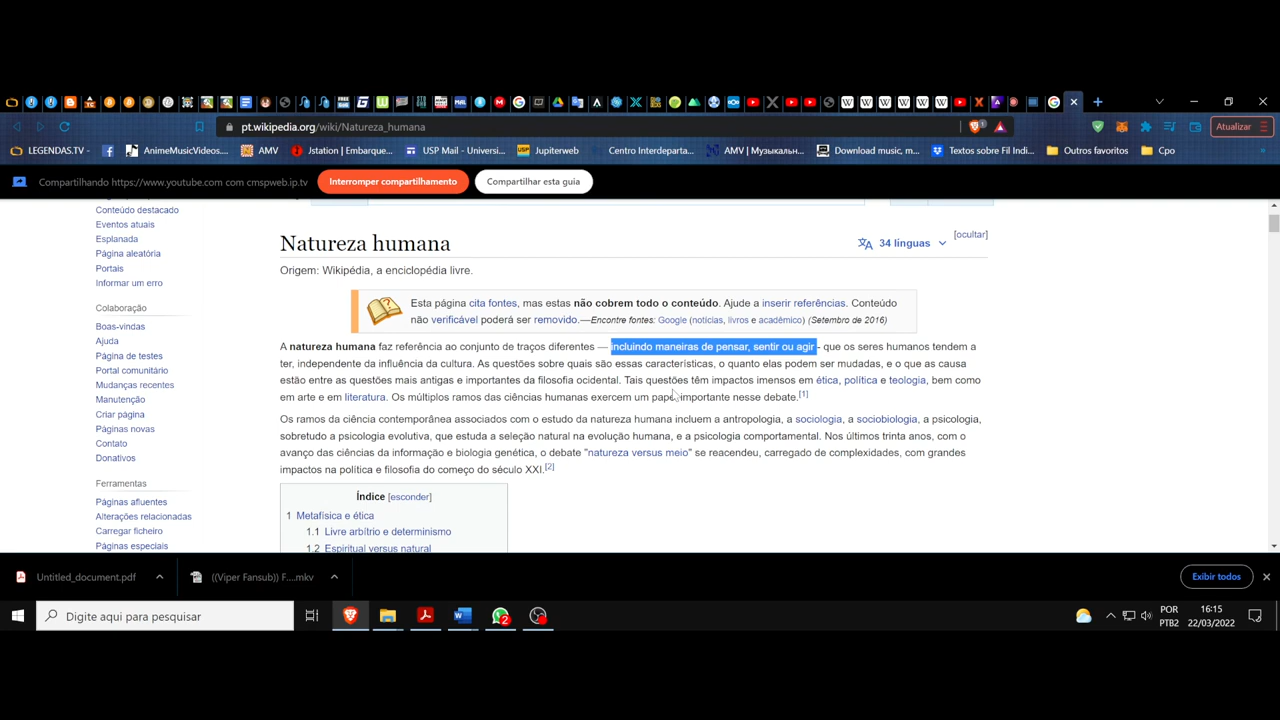 pt.wikipedia.org/wiki/Natureza_humana
1
Atualizar
LEGENDAS.TV
AnimeMusicVideos...
AMV
Jstation | Embarque...
USP Mail - Universi...
Jupiterweb
Centro Interdeparta...
AMV | Музыкальн...
Download music, m...
Textos sobre Fil Indi...
Outros favoritos
Cpo
Compartilhando https://www.youtube.com com cmspweb.ip.tv
Interromper compartilhamento
Compartilhar esta guia
Conteúdo destacado
Eventos atuais
Esplanada
Página aleatória
Portais
Informar um erro
Colaboração
Boas-vindas
Ajuda
Página de testes
Portal comunitário
Mudanças recentes
Manutenção
Criar página
Páginas novas
Contato
Donativos
Ferramentas
Páginas afluentes
Alterações relacionadas
Carregar ficheiro
Páginas especiais
Natureza humana
34 línguas
[ocultar]
Origem: Wikipédia, a enciclopédia livre.
Esta página cita fontes, mas estas não cobrem todo o conteúdo. Ajude a inserir referências. Conteúdo
não verificável poderá ser removido.—Encontre fontes: Google (notícias, livros e acadêmico) (Setembro de 2016)
A natureza humana faz referência ao conjunto de traços diferentes — incluindo maneiras de pensar, sentir ou agir - que os seres humanos tendem a
ter, independente da influência da cultura. As questões sobre quais são essas características, o quanto elas podem ser mudadas, e o que as causa
estão entre as questões mais antigas e importantes da filosofia ocidental. Tais questões têm impactos imensos em ética, política e teologia, bem como
em arte e em literatura. Os múltiplos ramos das ciências humanas exercem um papel importante nesse debate.[1]
Os ramos da ciência contemporânea associados com o estudo da natureza humana incluem a antropologia, a sociologia, a sociobiologia, a psicologia,
sobretudo a psicologia evolutiva, que estuda a seleção natural na evolução humana, e a psicologia comportamental. Nos últimos trinta anos, com o
avanço das ciências da informação e biologia genética, o debate "natureza versus meio" se reacendeu, carregado de complexidades, com grandes
impactos na política e filosofia do começo do século XXI.[2]
Índice [esconder]
1 Metafísica e ética
1.1 Livre arbítrio e determinismo
1.2 Espiritual versus natural
Untitled_document.pdf
((Viper Fansub)) F....mkv
Exibir todos
Digite aqui para pesquisar
2
POR
PTB2
16:15
22/03/2022